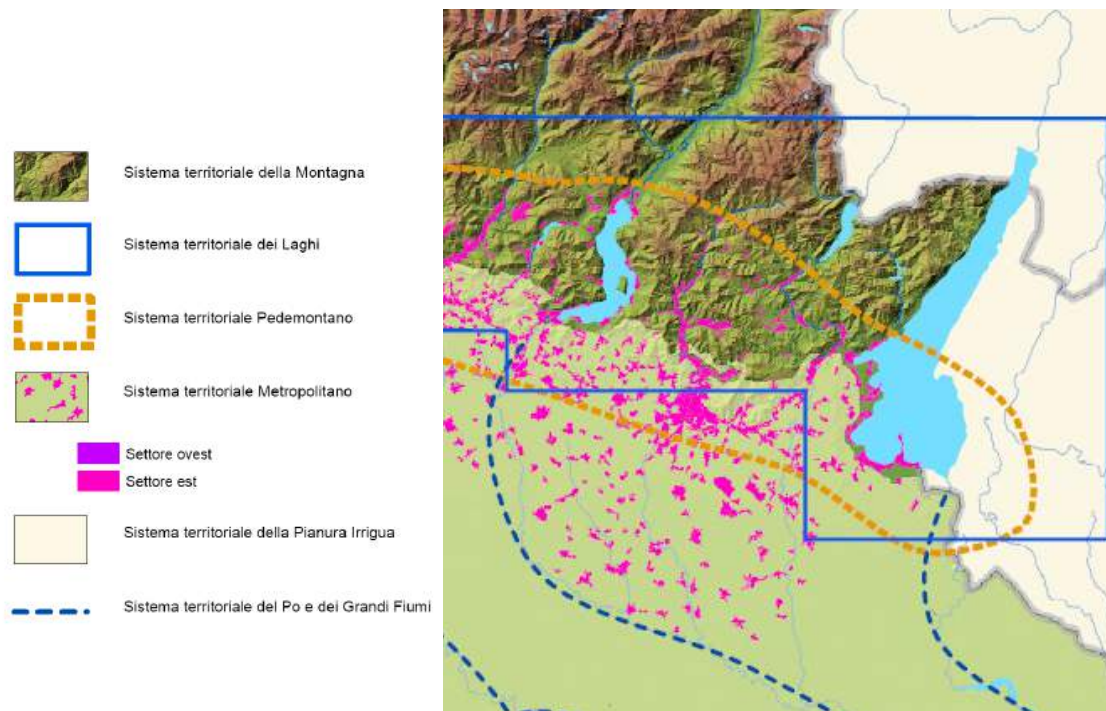 Sistema territoriale della Montagna
Sistema territoriale dei Laghi
Sistema territoriale Pedemontano
Sistema territoriale Metropolitano
Settore ovest
Settore est
Sistema territoriale della Pianura Irrigua
Sistema territoriale del Po e dei Grandi Fiumi